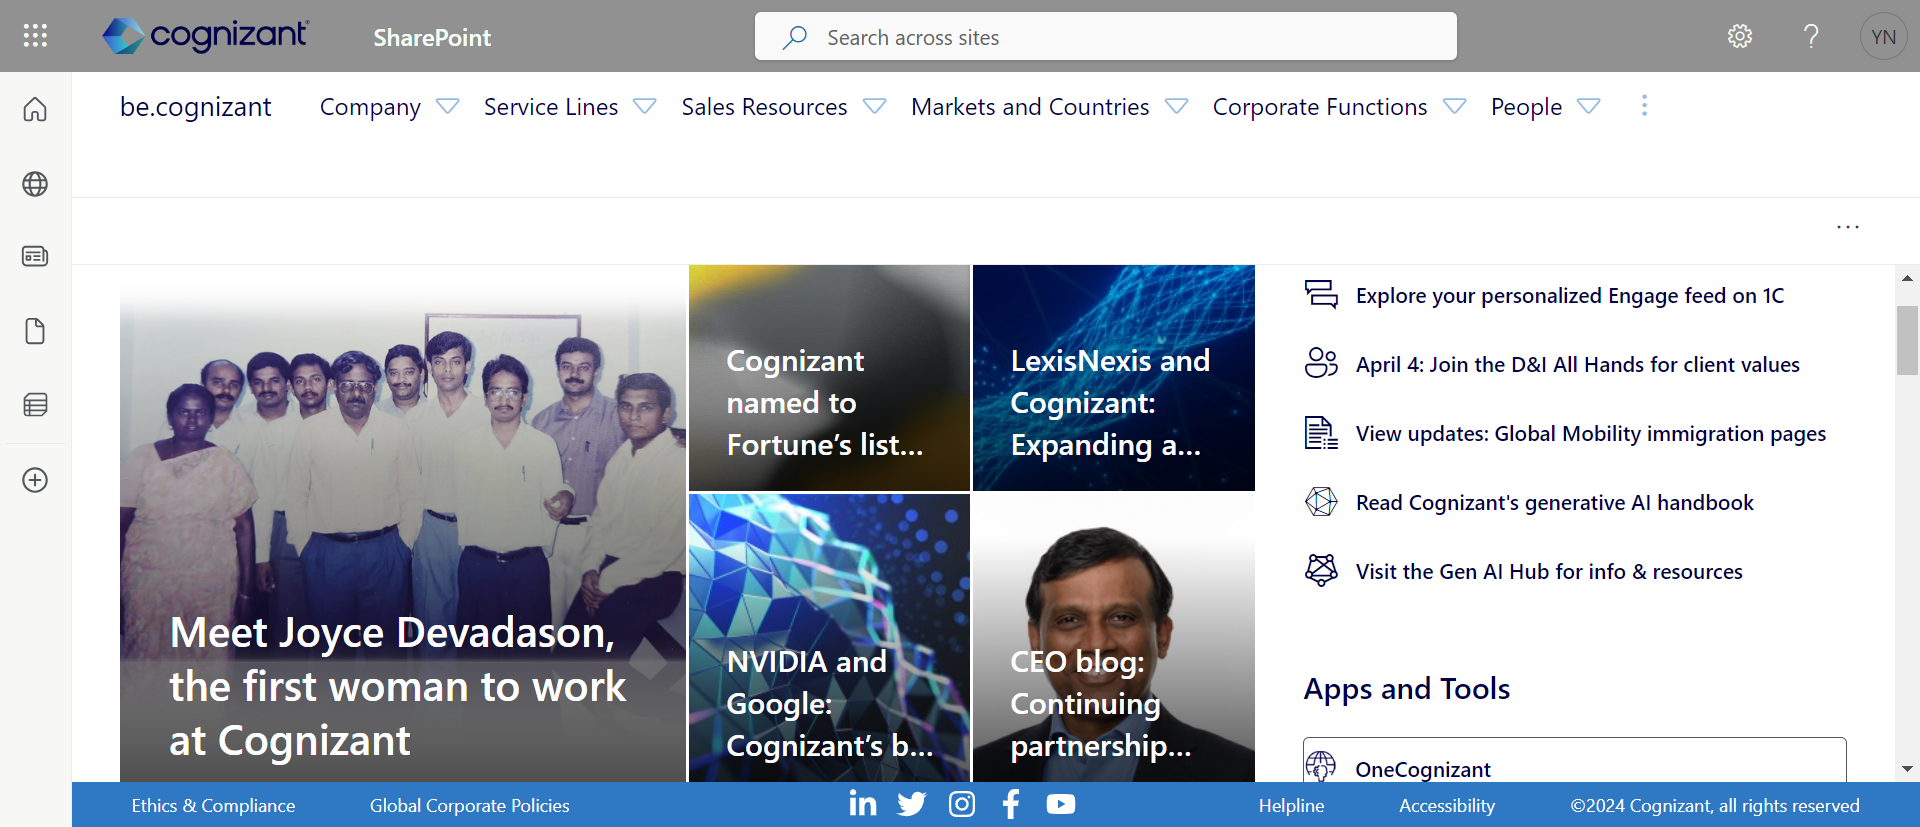 cognizant
SharePoint
Search across sites
YN
be.cognizant
Company
Service Lines
Sales Resources
Markets and Countries
Corporate Functions
People
Meet Joyce Devadason,
the first woman to work
at Cognizant
Cognizant
named to
Fortune’s list...
LexisNexis and
Cognizant:
Expanding a...
NVIDIA and
Google:
Cognizant’s b...
CEO blog:
Continuing
partnership...
Explore your personalized Engage feed on 1C
April 4: Join the D&I All Hands for client values
View updates: Global Mobility immigration pages
Read Cognizant's generative AI handbook
Visit the Gen AI Hub for info & resources
Apps and Tools
OneCognizant
Ethics & Compliance
Global Corporate Policies
Helpline
Accessibility
©2024 Cognizant, all rights reserved